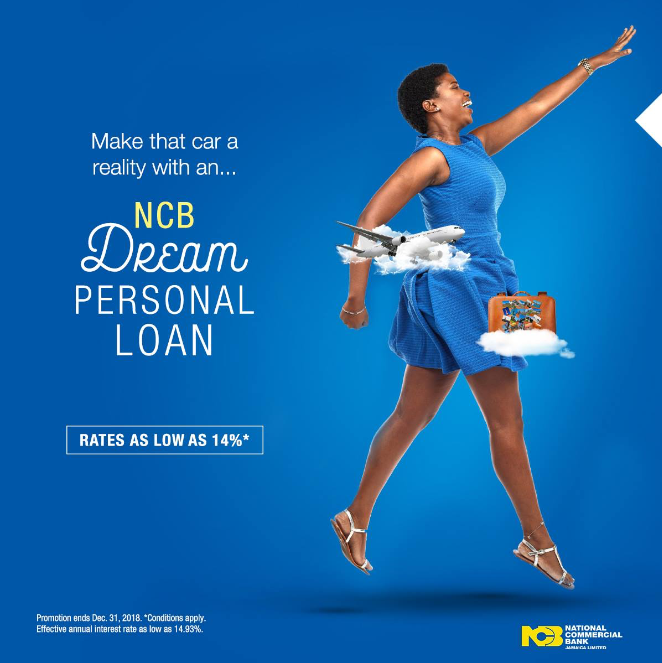 Make that car a
reality with an...
NCB
Dream
PERSONAL
LOAN
RATES AS LOW AS 14%*
Promotion ends Dec. 31, 2018. *Conditions apply.
Effective annual interest rate as low as 14.93%.
NCB
NATIONAL
COMMERCIAL
BANK
JAMAICA LIMITED